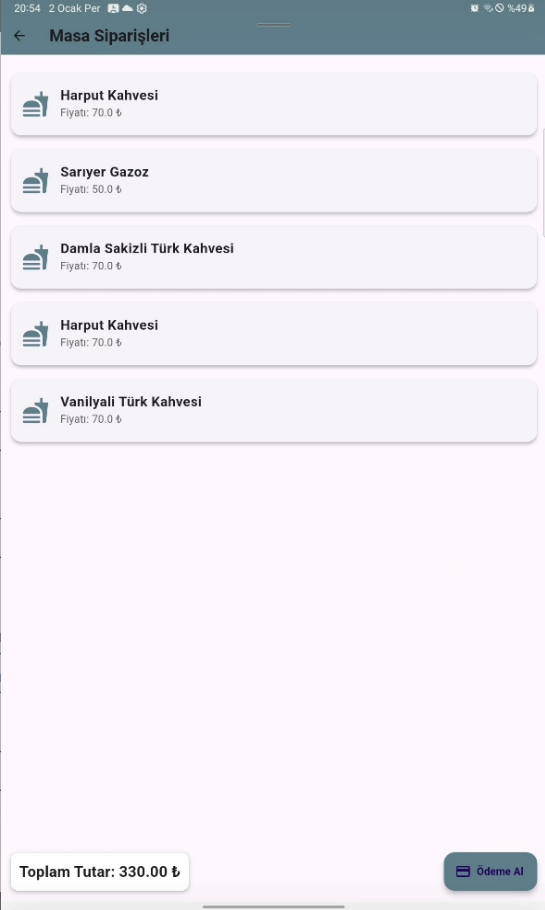 20:54 2 Ocak Per %49
Masa Siparişleri
Harput Kahvesi
Fiyatı: 70.0 ₺
Sarıyer Gazoz
Fiyatı: 50.0 ₺
Damla Sakizli Türk Kahvesi
Fiyatı: 70.0 ₺
Harput Kahvesi
Fiyatı: 70.0 ₺
Vanilyali Türk Kahvesi
Fiyatı: 70.0 ₺
Toplam Tutar: 330.00 ₺
Ödeme Al